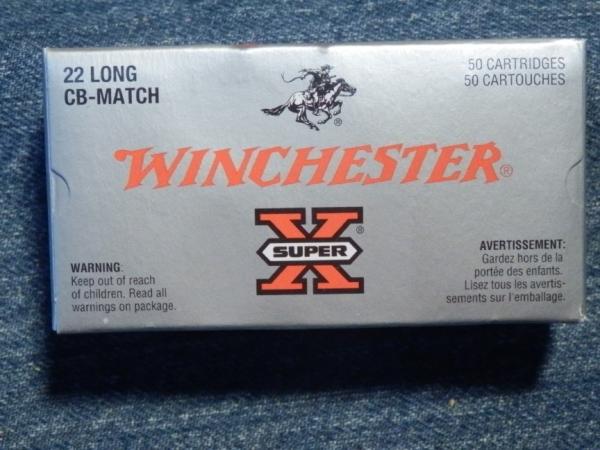 22 LONG
CB-MATCH
50 CARTRIDGES
50 CARTOUCHES
®
WINCHESTER®
SUPER X®
WARNING:
Keep out of reach
of children. Read all
warnings on package.
AVERTISSEMENT:
Gardez hors de la
portée des enfants.
Lisez tous les avertis-
sements sur l'emballage.